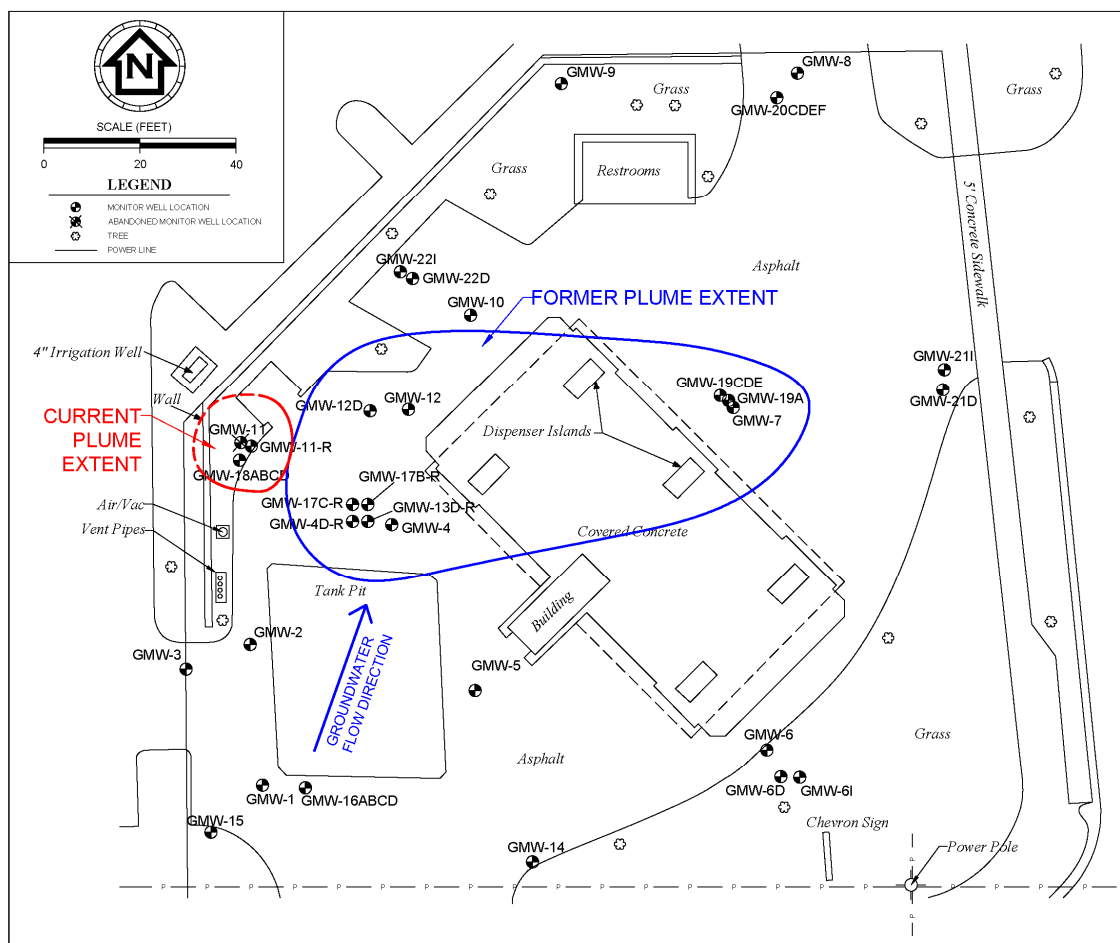 N
SCALE (FEET)
0
20
40
LEGEND
MONITOR WELL LOCATION
ABANDONED MONITOR WELL LOCATION
TREE
POWER LINE
GMW-9
GMW-8
Grass
GMW-20CDEF
Grass
Grass
Restrooms
5' Concrete Sidewalk
GMW-22I
GMW-22D
Asphalt
GMW-10
FORMER PLUME EXTENT
4" Irrigation Well
GMW-21I
GMW-21D
Wall
GMW-12D
GMW-12
GMW-19CDE
GMW-19A
GMW-7
CURRENT
PLUME
EXTENT
GMW-11
GMW-11-R
GMW-18ABCD
Dispenser Islands
GMW-17B-R
GMW-17C-R
GMW-13D-R
GMW-4D-R
GMW-4
Air/Vac
Vent Pipes
Covered Concrete
Tank Pit
Building
GMW-2
GMW-3
GROUNDWATER
FLOW DIRECTION
GMW-5
GMW-6
Grass
Asphalt
GMW-6D
GMW-6I
GMW-1
GMW-16ABCD
GMW-15
Chevron Sign
GMW-14
Power Pole
P P P P P P P P P P P P P P P P P P
P
P